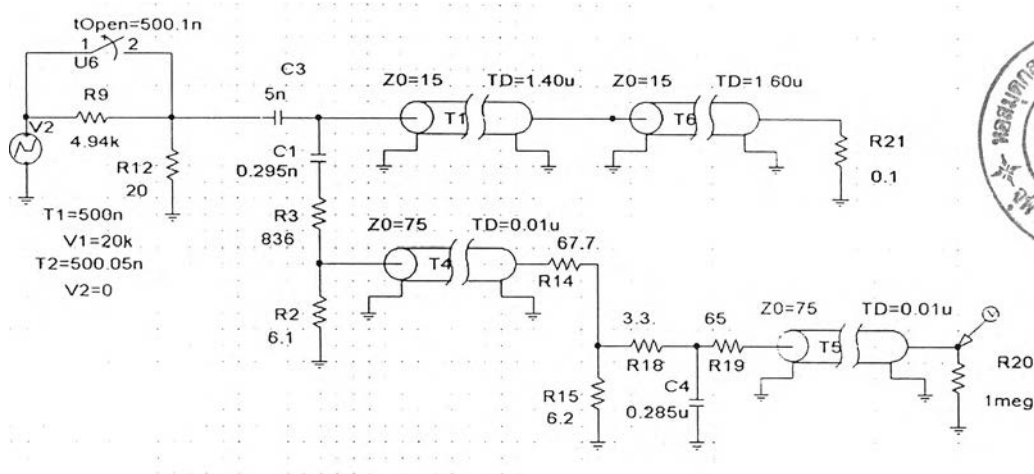 tOpen=500.1n
1 2
U6
C3
5n
R9
4.94k
V2
R12
20
T1=500n
V1=20k
T2=500.05n
V2=0
Z0=15 TD=1.40u
T1
Z0=15 TD=1 60u
T6
R21
0.1
C1
0.295n
R3
836
Z0=75 TD=0.01u
T4
67.7
R14
R2
6.1
3.3.
R18
65
R19
Z0=75 TD=0.01u
T5
V
R15
6.2
C4
0.285u
R20
1meg